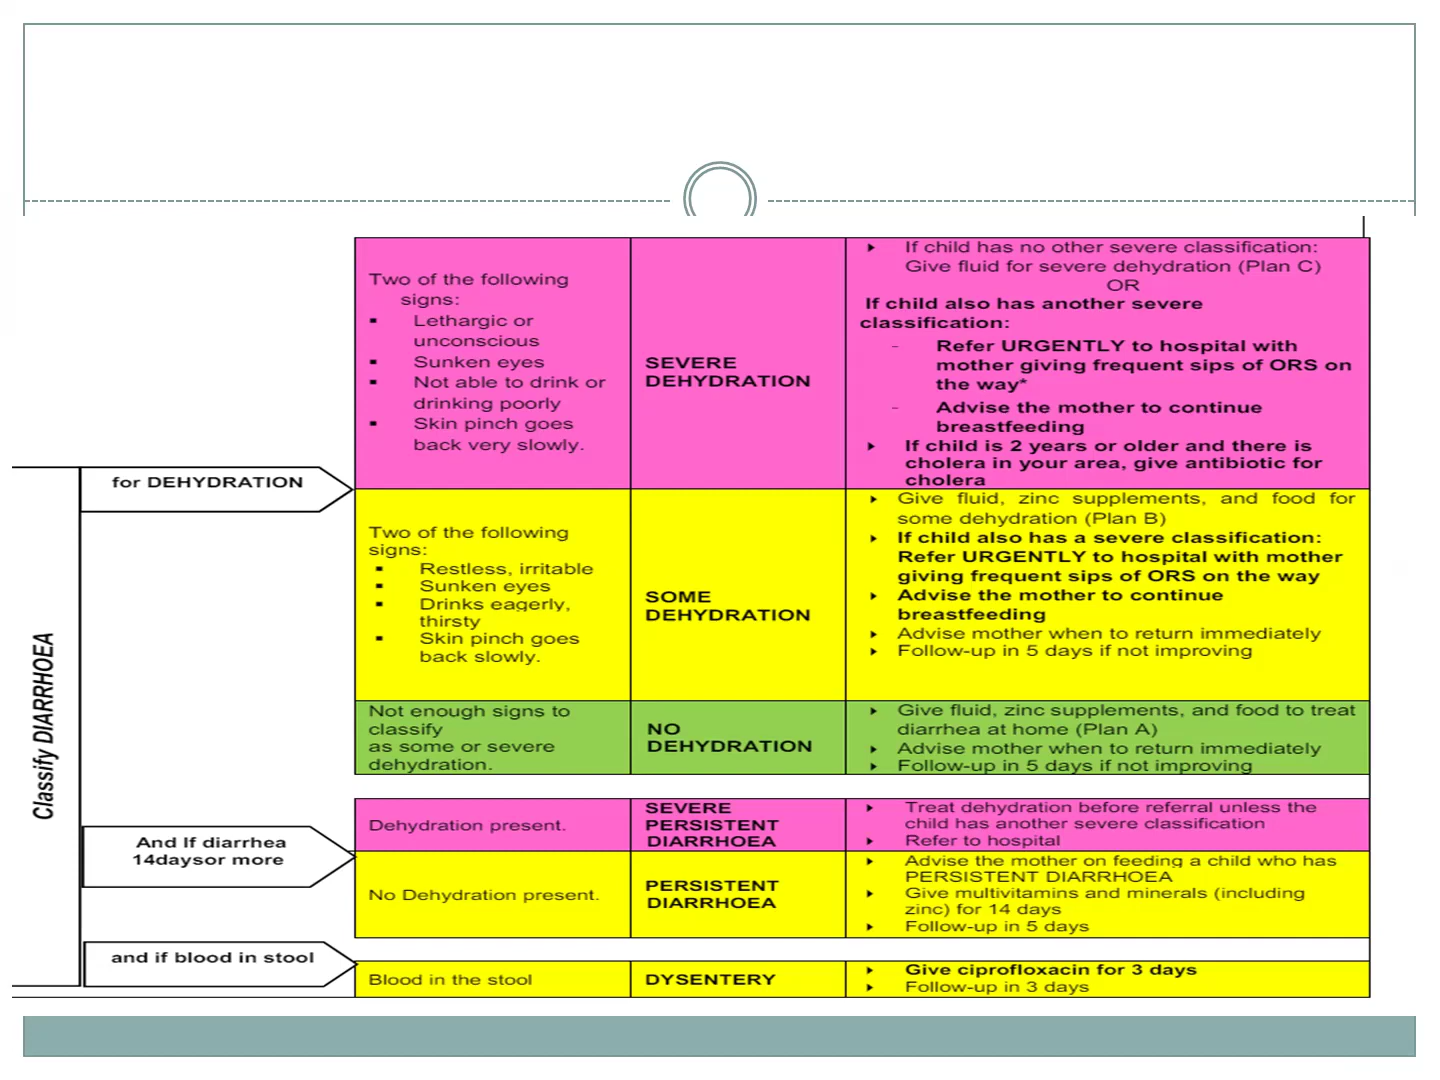 Classify DIARRHOEA
for DEHYDRATION
Two of the following
signs:
▪ Lethargic or
unconscious
▪ Sunken eyes
▪ Not able to drink or
drinking poorly
▪ Skin pinch goes
back very slowly.
SEVERE
DEHYDRATION
‣ If child has no other severe classification:
Give fluid for severe dehydration (Plan C)
OR
If child also has another severe
classification:
- Refer URGENTLY to hospital with
mother giving frequent sips of ORS on
the way*
- Advise the mother to continue
breastfeeding
‣ If child is 2 years or older and there is
cholera in your area, give antibiotic for
cholera
Two of the following
signs:
▪ Restless, irritable
▪ Sunken eyes
▪ Drinks eagerly,
thirsty
▪ Skin pinch goes
back slowly.
SOME
DEHYDRATION
‣ Give fluid, zinc supplements, and food for
some dehydration (Plan B)
‣ If child also has a severe classification:
Refer URGENTLY to hospital with mother
giving frequent sips of ORS on the way
‣ Advise the mother to continue
breastfeeding
‣ Advise mother when to return immediately
‣ Follow-up in 5 days if not improving
Not enough signs to
classify
as some or severe
dehydration.
NO
DEHYDRATION
‣ Give fluid, zinc supplements, and food to treat
diarrhea at home (Plan A)
‣ Advise mother when to return immediately
‣ Follow-up in 5 days if not improving
And If diarrhea
14daysor more
Dehydration present.
SEVERE
PERSISTENT
DIARRHOEA
‣ Treat dehydration before referral unless the
child has another severe classification
‣ Refer to hospital
No Dehydration present.
PERSISTENT
DIARRHOEA
‣ Advise the mother on feeding a child who has
PERSISTENT DIARRHOEA
‣ Give multivitamins and minerals (including
zinc) for 14 days
‣ Follow-up in 5 days
and if blood in stool
Blood in the stool
DYSENTERY
‣ Give ciprofloxacin for 3 days
‣ Follow-up in 3 days